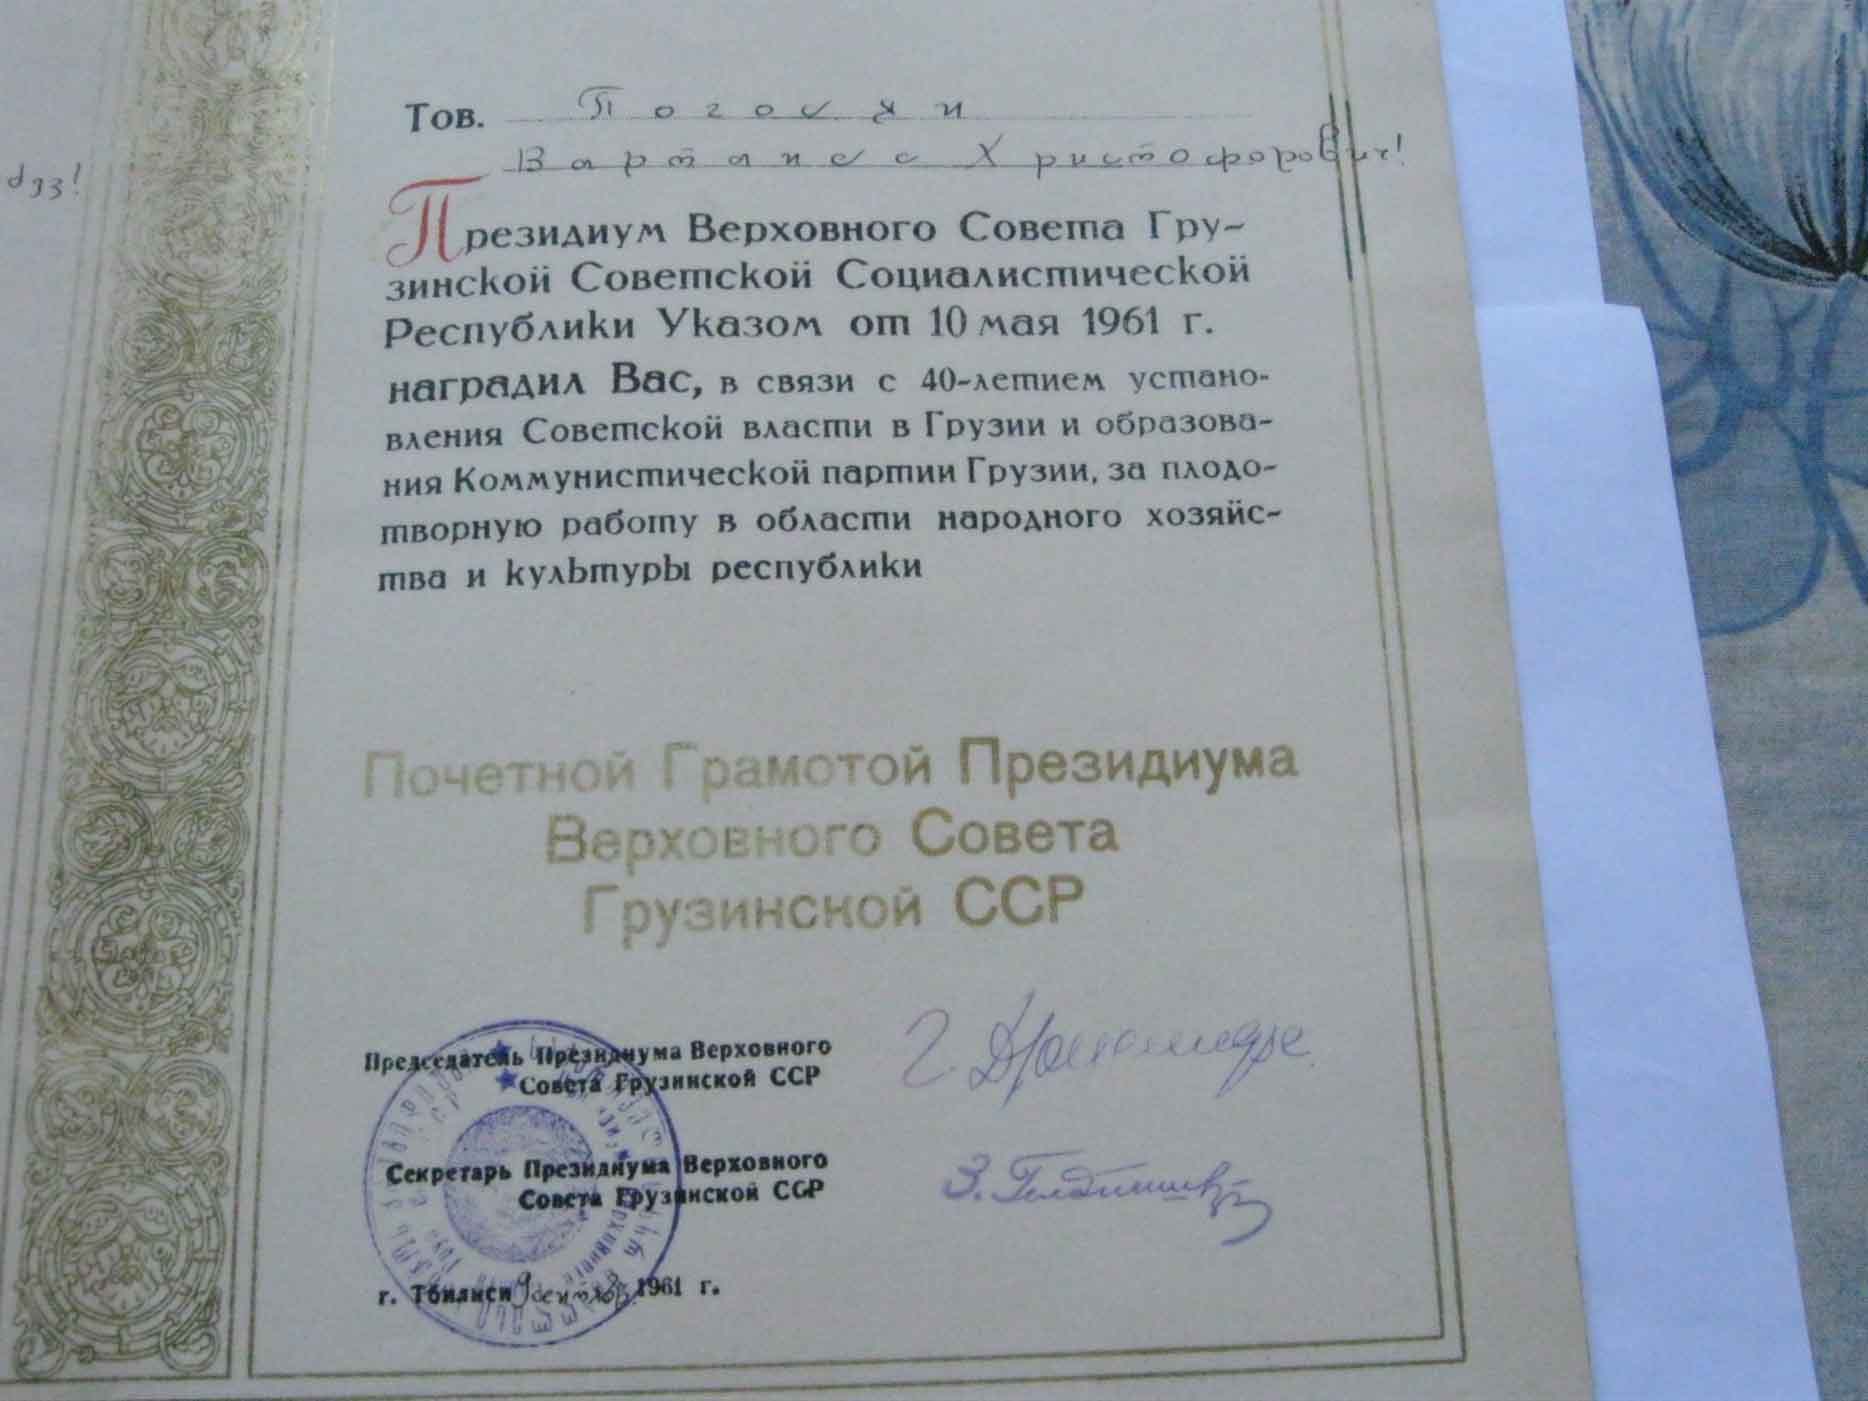 Тов. Погосян
Вартанес Христофорович!
Президиум Верховного Совета Гру-
зинской Советской Социалистической
Республики Указом от 10 мая 1961 г.
наградил Вас, в связи с 40-летием устано-
вления Советской власти в Грузии и образова-
ния Коммунистической партии Грузии, за плодо-
творную работу в области народного хозяйс-
тва и культуры республики
Почетной Грамотой Президиума
Верховного Совета
Грузинской ССР
Председатель Президиума Верховного
Совета Грузинской ССР
Секретарь Президиума Верховного
Совета Грузинской ССР
г. Тбилиси 9 сентябр. 1961 г.